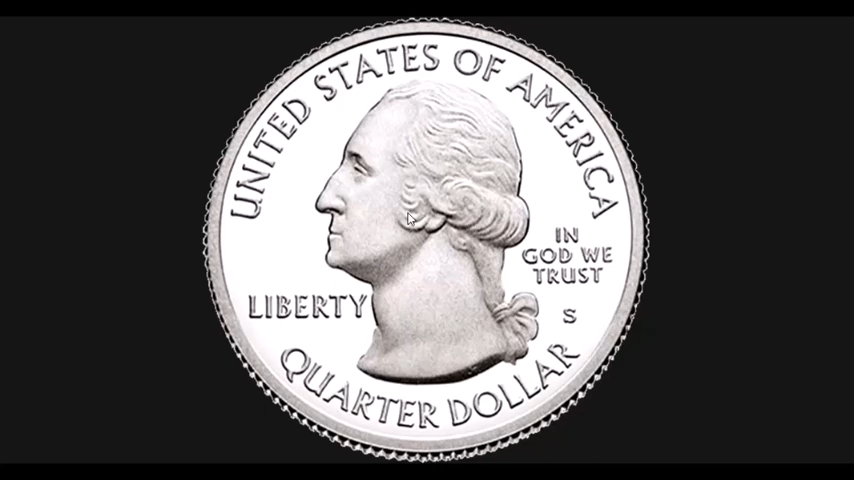 UNITED STATES OF AMERICA
IN
GOD WE
TRUST
LIBERTY
S
QUARTER DOLLAR